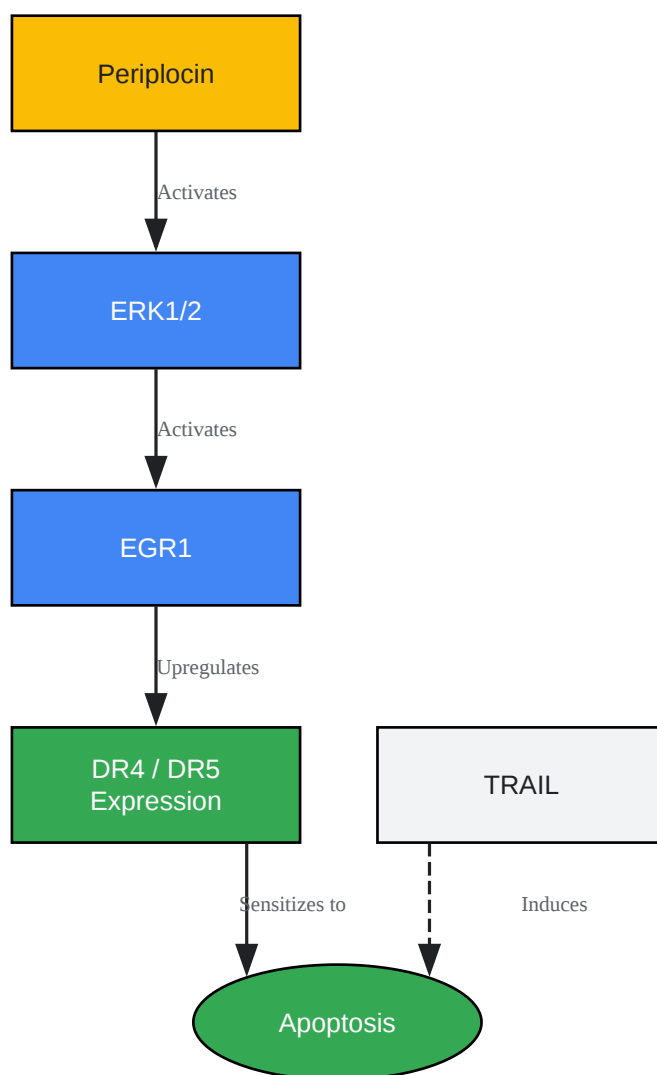 Periplocin
Activates
ERK1/2
Activates
EGR1
Upregulates
DR4 / DR5
Expression
TRAIL
Sensitizes to
Induces
Apoptosis